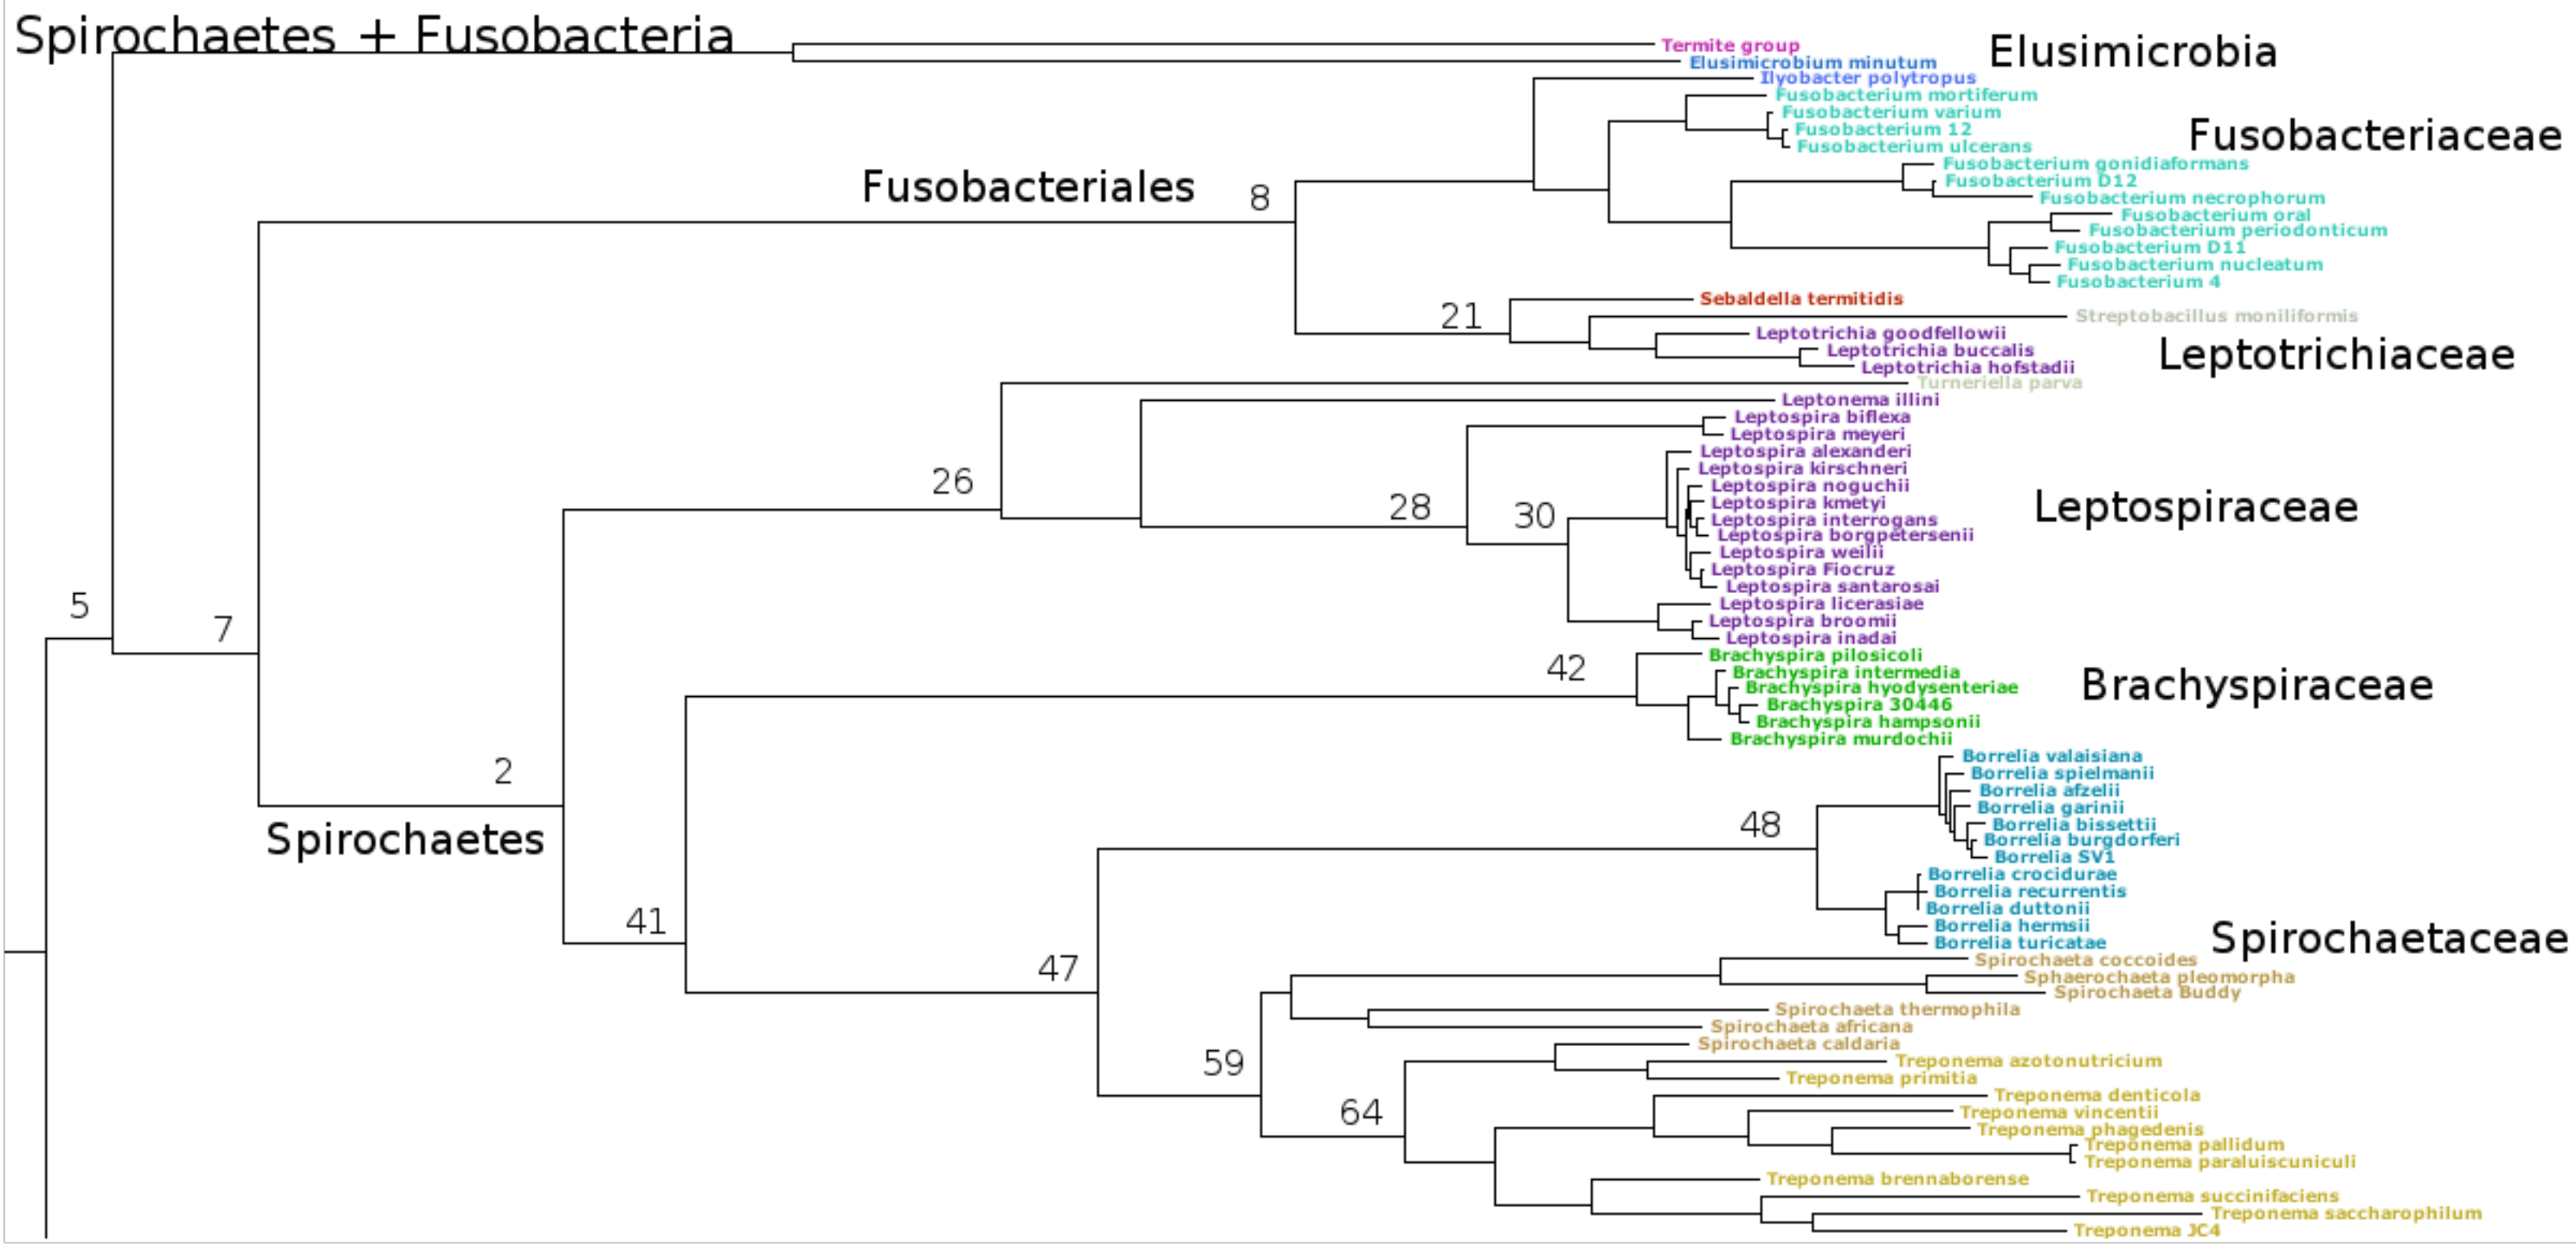 Spirochaetes + Fusobacteria
Termite group
Elusimicrobia
Elusimicrobium minutum
Ilyobacter polytropus
Fusobacterium mortiferum
Fusobacterium varium
Fusobacterium 12
Fusobacteriaceae
Fusobacterium ulcerans
Fusobacterium gonidiaformans
Fusobacterium D12
Fusobacteriales
8
Fusobacterium necrophorum
Fusobacterium oral
Fusobacterium periodonticum
Fusobacterium D11
Fusobacterium nucleatum
Fusobacterium 4
Sebaldella termitidis
21
Streptobacillus moniliformis
Leptotrichia goodfellowii
Leptotrichia buccalis
Leptotrichiaceae
Leptotrichia hofstadii
Turneriella parva
Leptonema illini
Leptospira biflexa
Leptospira meyeri
Leptospira alexanderi
Leptospira kirschneri
26
Leptospira noguchii
Leptospira kmetyi
28
30
Leptospiraceae
Leptospira interrogans
Leptospira borgpetersenii
Leptospira weilii
Leptospira Fiocruz
Leptospira santarosai
Leptospira licerasiae
5
Leptospira broomii
7
Leptospira inadai
Brachyspira pilosicoli
42
Brachyspira intermedia
Brachyspiraceae
Brachyspira hyodysenteriae
Brachyspira 30446
Brachyspira hampsonii
Brachyspira murdochii
Borrelia valaisiana
2
Borrelia spielmanii
Borrelia afzelii
Borrelia garinii
48
Borrelia bissettii
Spirochaetes
Borrelia burgdorferi
Borrelia SV1
Borrelia crocidurae
Borrelia recurrentis
Borrelia duttonii
41
Borrelia hermsii
Spirochaetaceae
Borrelia turicatae
Spirochaeta coccoides
47
Sphaerochaeta pleomorpha
Spirochaeta Buddy
Spirochaeta thermophila
Spirochaeta africana
Spirochaeta caldaria
59
Treponema azotonutricium
Treponema primitia
Treponema denticola
64
Treponema vincentii
Treponema phagedenis
Treponema pallidum
Treponema paraluiscuniculi
Treponema brennaborense
Treponema succinifaciens
Treponema saccharophilum
Treponema JC4